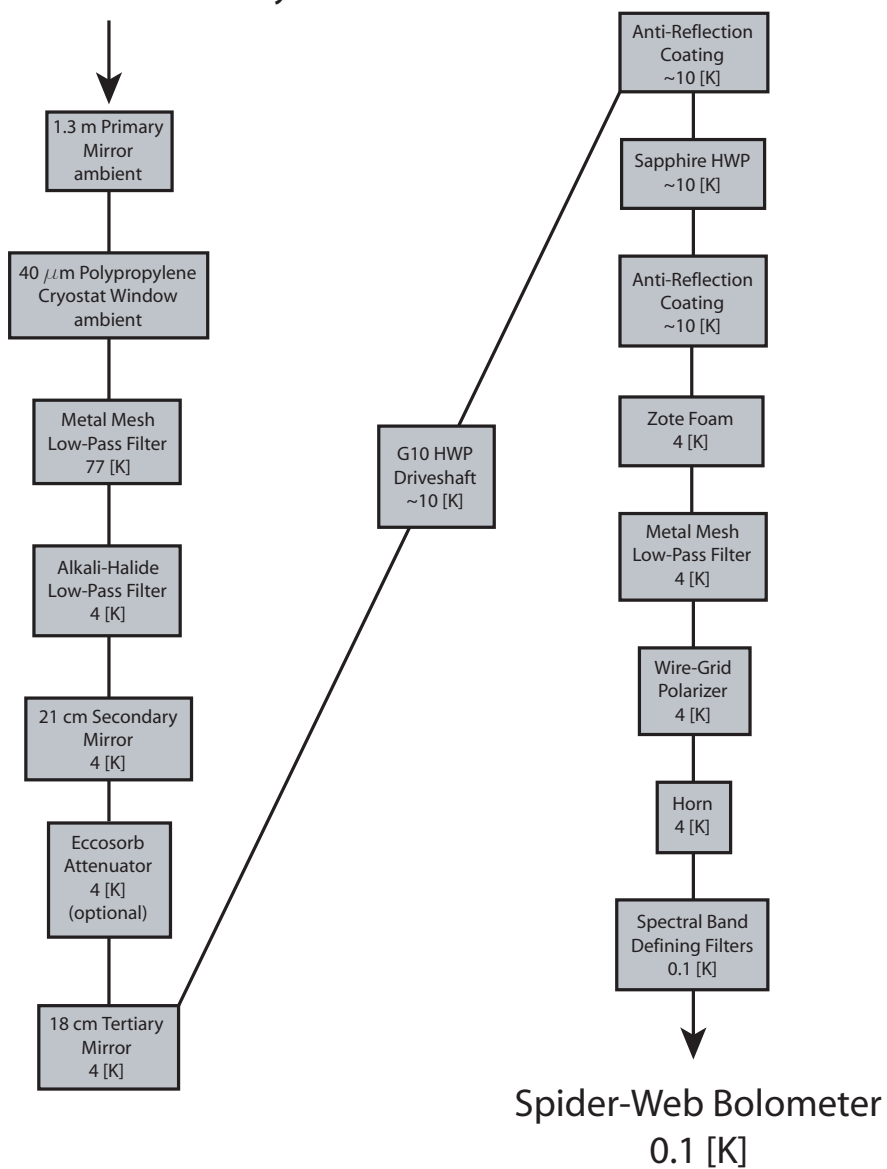 1.3 m Primary
Mirror
ambient
40 μm Polypropylene
Cryostat Window
ambient
Metal Mesh
Low-Pass Filter
77 [K]
Alkali-Halide
Low-Pass Filter
4 [K]
21 cm Secondary
Mirror
4 [K]
Eccosorb
Attenuator
4 [K]
(optional)
18 cm Tertiary
Mirror
4 [K]
G10 HWP
Driveshaft
~10 [K]
Anti-Reflection
Coating
~10 [K]
Sapphire HWP
~10 [K]
Anti-Reflection
Coating
~10 [K]
Zote Foam
4 [K]
Metal Mesh
Low-Pass Filter
4 [K]
Wire-Grid
Polarizer
4 [K]
Horn
4 [K]
Spectral Band
Defining Filters
0.1 [K]
Spider-Web Bolometer
0.1 [K]